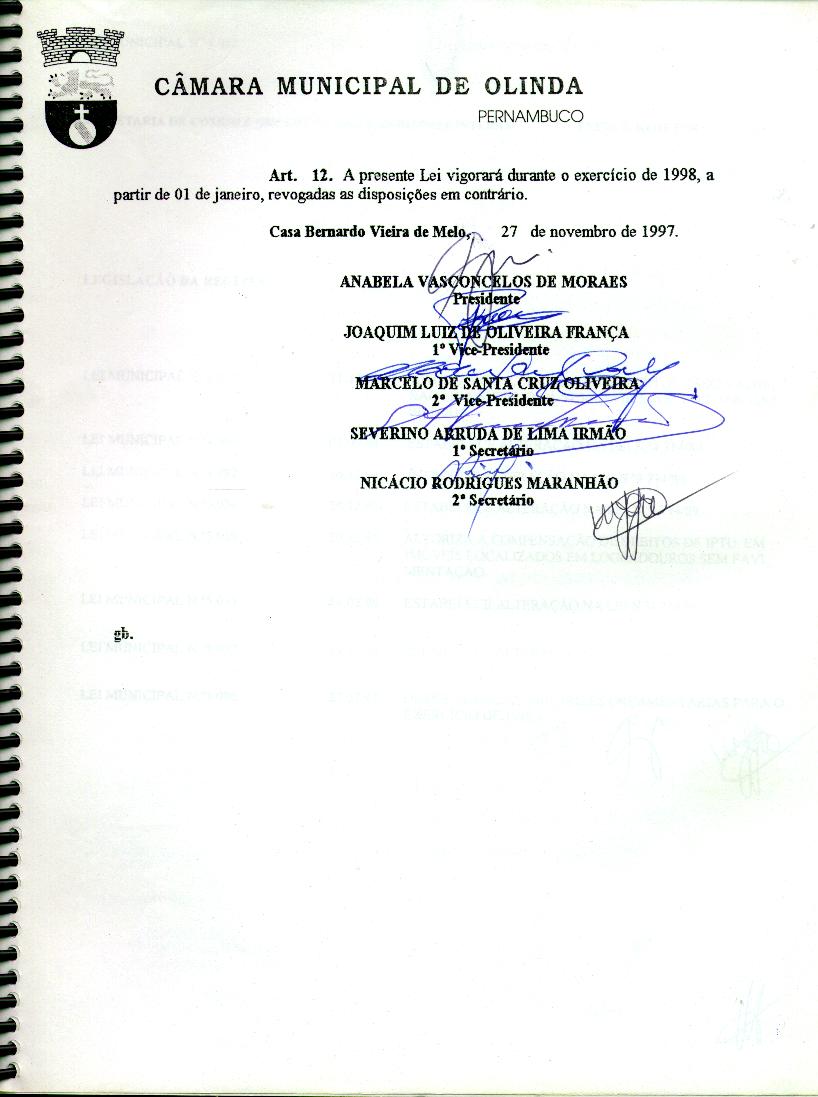 CÂMARA MUNICIPAL DE OLINDA
PERNAMBUCO
Art. 12. A presente Lei vigorará durante o exercício de 1998, a
partir de 01 de janeiro, revogadas as disposições em contrário.
Casa Bernardo Vieira de Melo, 27 de novembro de 1997.
ANABELA VASCONCELOS DE MORAES
Presidente
JOAQUIM LUIZ DE OLIVEIRA FRANÇA
1º Vice-Presidente
MARCELO DE SANTA CRUZ OLIVEIRA
2º Vice-Presidente
SEVERINO ARRUDA DE LIMA IRMÃO
1º Secretário
NICÁCIO RODRIGUES MARANHÃO
2º Secretário
gb.